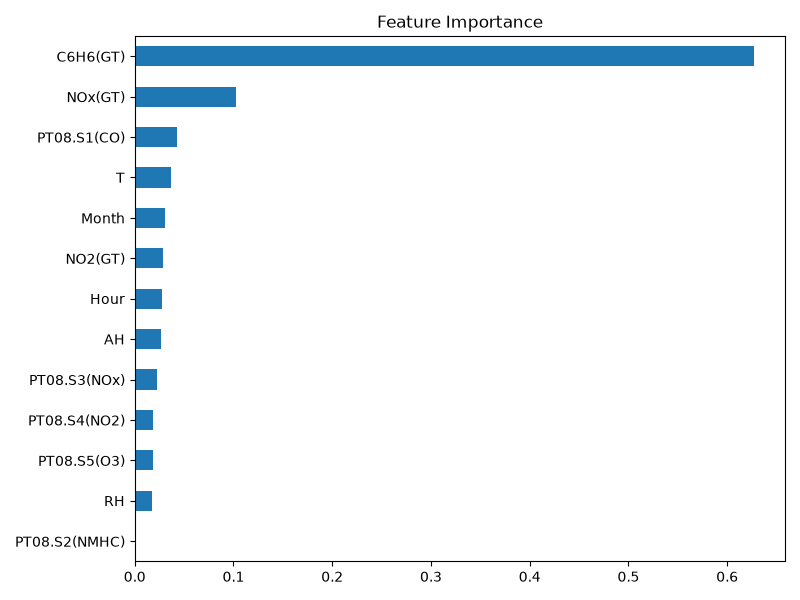 Feature Importance
C6H6(GT)
NOx(GT)
PT08.S1(CO)
T
Month
NO2(GT)
Hour
AH
PT08.S3(NOx)
PT08.S4(NO2)
PT08.S5(O3)
RH
PT08.S2(NMHC)
0.0 0.1 0.2 0.3 0.4 0.5 0.6